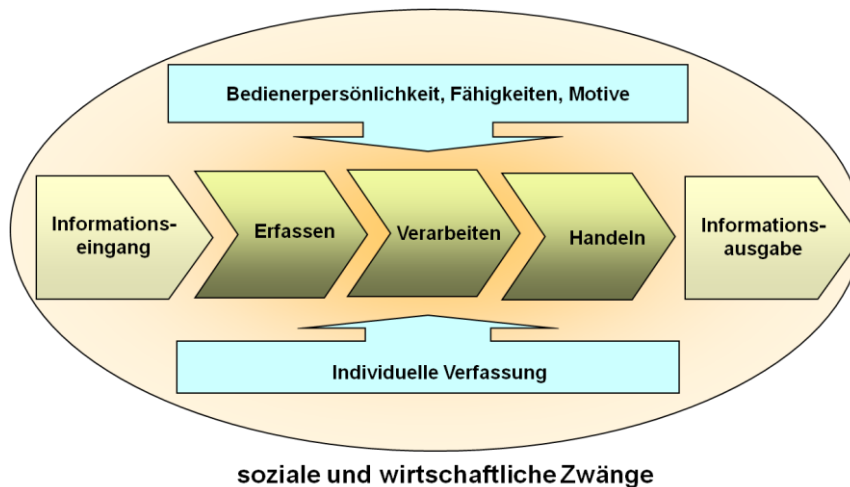 Bedienerpersönlichkeit, Fähigkeiten, Motive
Informations-
eingang
Erfassen
Verarbeiten
Handeln
Informations-
ausgabe
Individuelle Verfassung
soziale und wirtschaftliche Zwänge